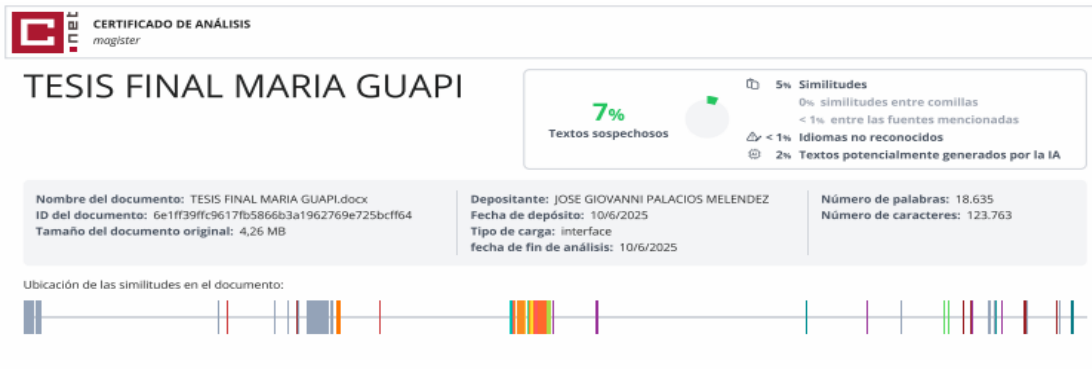 C.net
CERTIFICADO DE ANÁLISIS
magister
TESIS FINAL MARIA GUAPI
7%
Textos sospechosos
5% Similitudes
0% similitudes entre comillas
< 1% entre las fuentes mencionadas
< 1% Idiomas no reconocidos
2% Textos potencialmente generados por la IA
Nombre del documento: TESIS FINAL MARIA GUAPI.docx
ID del documento: 6e1ff39ffc9617fb5866b3a1962769e725bcff64
Tamaño del documento original: 4,26 MB
Depositante: JOSE GIOVANNI PALACIOS MELENDEZ
Fecha de depósito: 10/6/2025
Tipo de carga: interface
fecha de fin de análisis: 10/6/2025
Número de palabras: 18.635
Número de caracteres: 123.763
Ubicación de las similitudes en el documento: